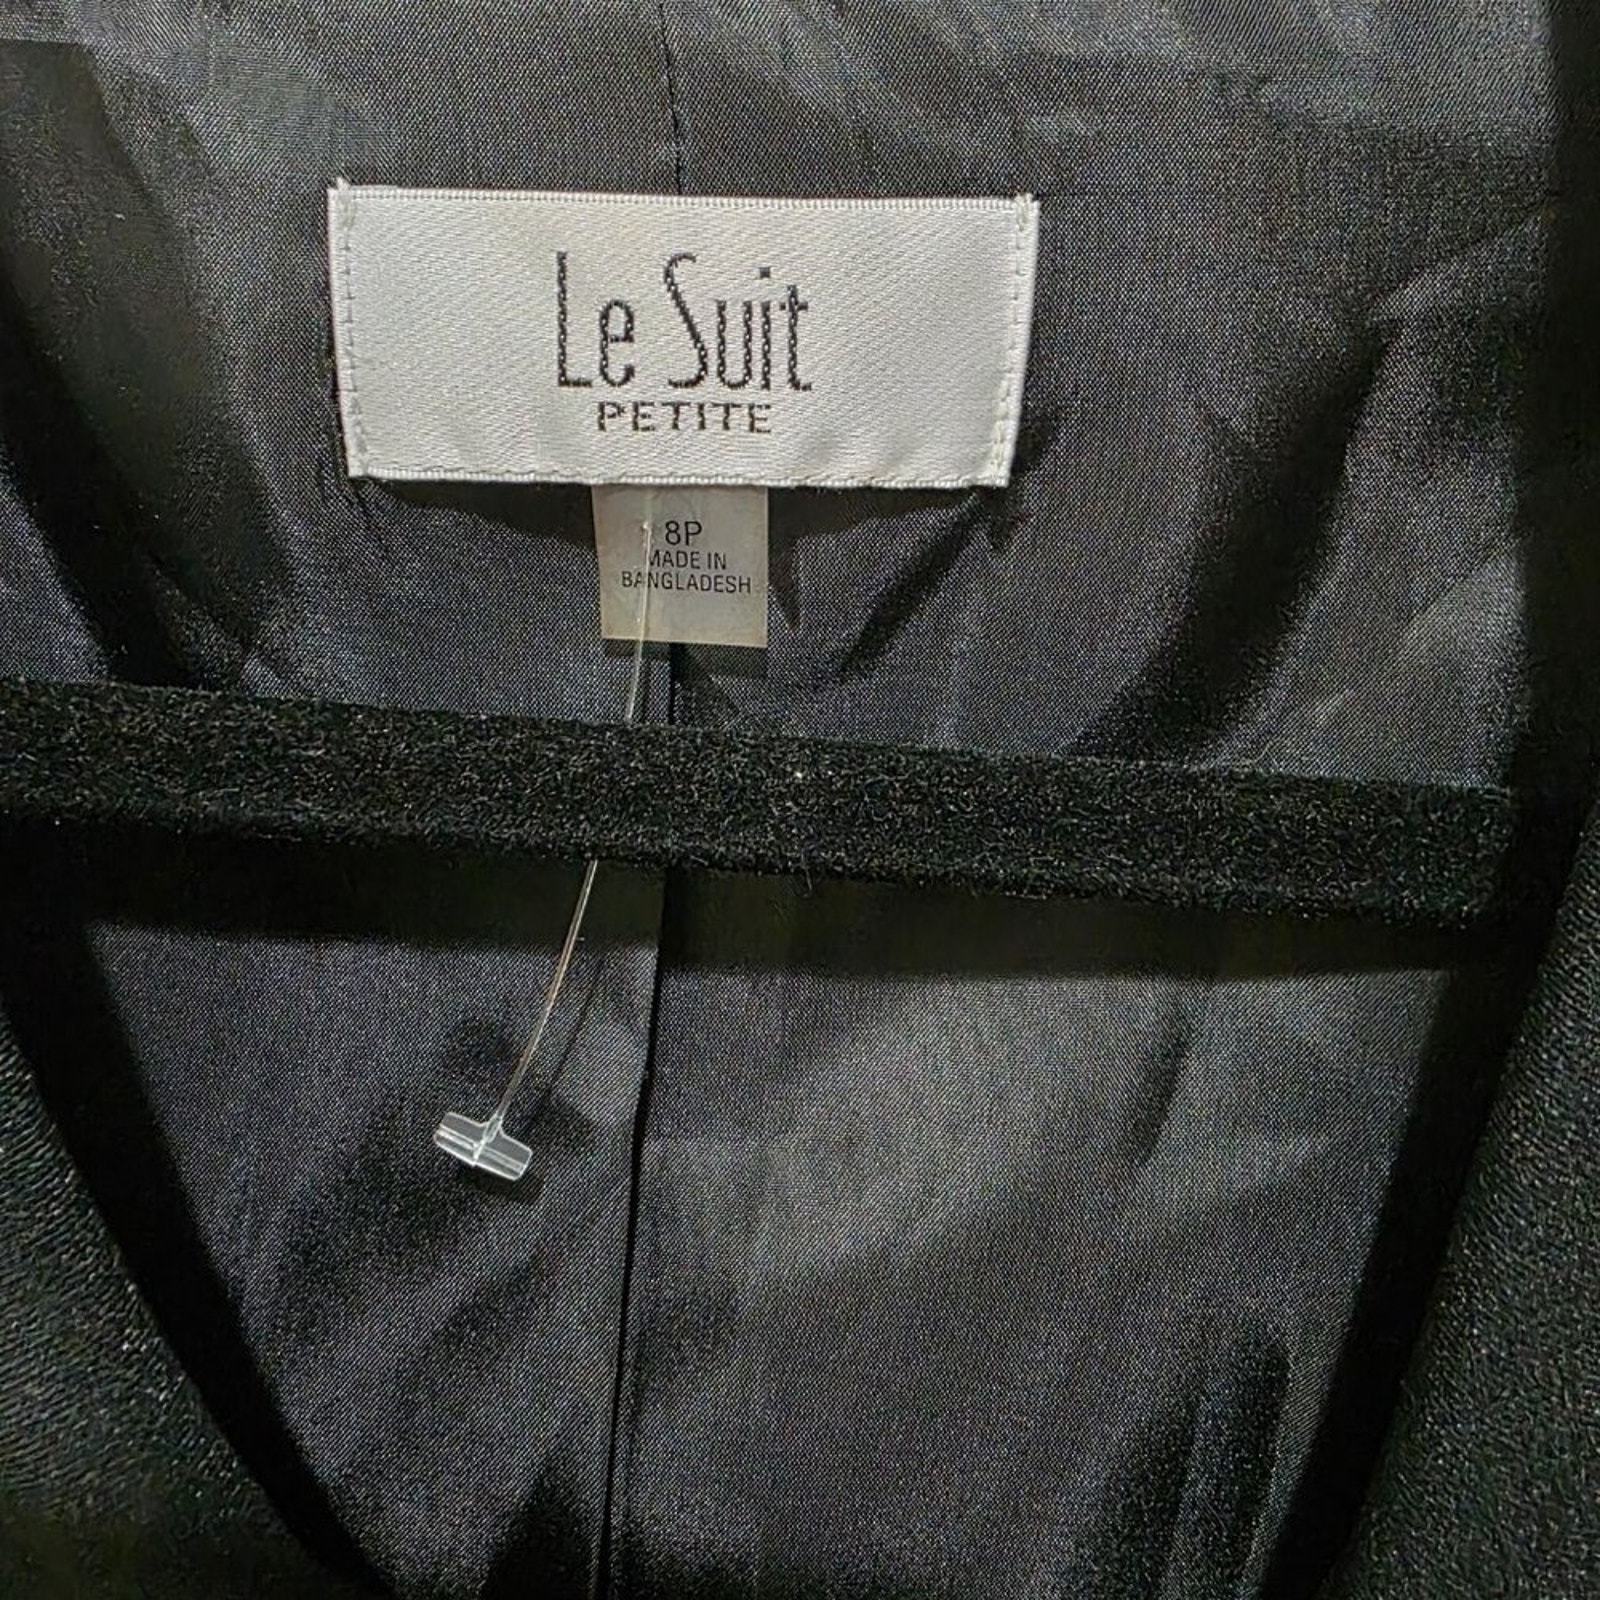 Le Suit
PETITE
8P
MADE IN
BANGLADESH